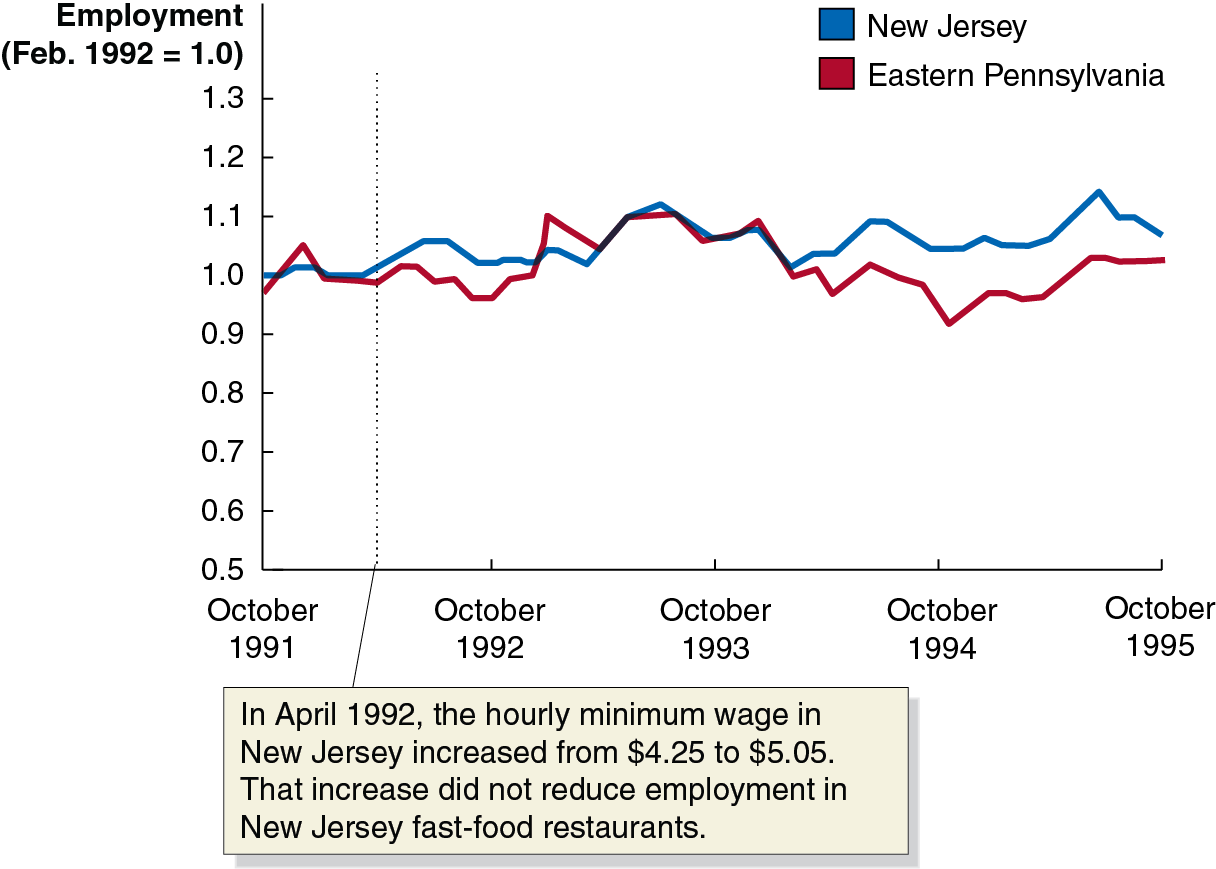 Employment
(Feb. 1992 = 1.0)
New Jersey
Eastern Pennsylvania
1.3
1.2
1.1
1.0
0.9
0.8
0.7
0.6
0.5
October
1991
October
1992
October
1993
October
1994
October
1995
In April 1992, the hourly minimum wage in
New Jersey increased from $4.25 to $5.05.
That increase did not reduce employment in
New Jersey fast-food restaurants.